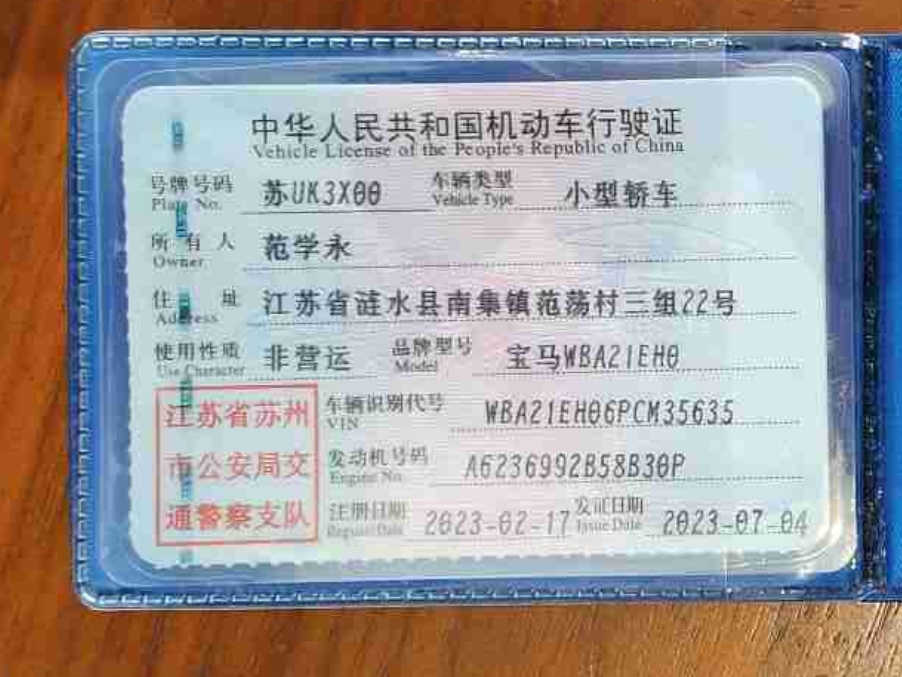 中华人民共和国机动车行驶证
Vehicle License of the People's Republic of China
号牌号码 苏UK3X00 车辆类型 小型轿车
Plate No. Vehicle Type
所有人 范学永
Owner
住址 江苏省涟水县南集镇范荡村三组22号
Address
使用性质 非营运 品牌型号 宝马WBA21EH0
Use Character Model
江苏省苏州 车辆识别代号 WBA21EH06PCM35635
VIN
市公安局交 发动机号码 A6236992B58B30P
Engine No.
通警察支队 注册日期 2023-02-17 发证日期 2023-07-04
Register Date Issue Date